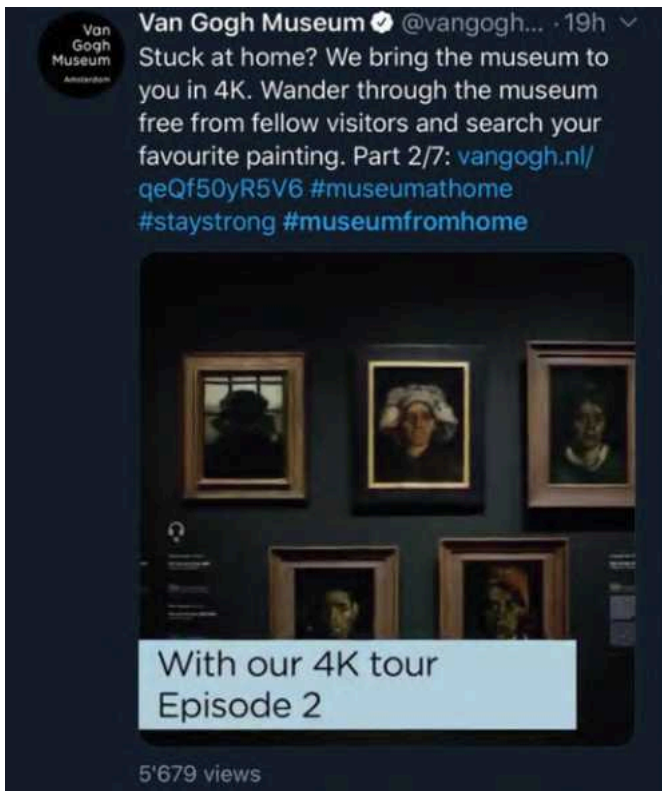 Van
Gogh
Museum
Amsterdam
Van Gogh Museum @vangogh... · 19h
Stuck at home? We bring the museum to
you in 4K. Wander through the museum
free from fellow visitors and search your
favourite painting. Part 2/7: vangogh.nl/
qeQf50yR5V6 #museumathome
#staystrong #museumfromhome
With our 4K tour
Episode 2
5'679 views